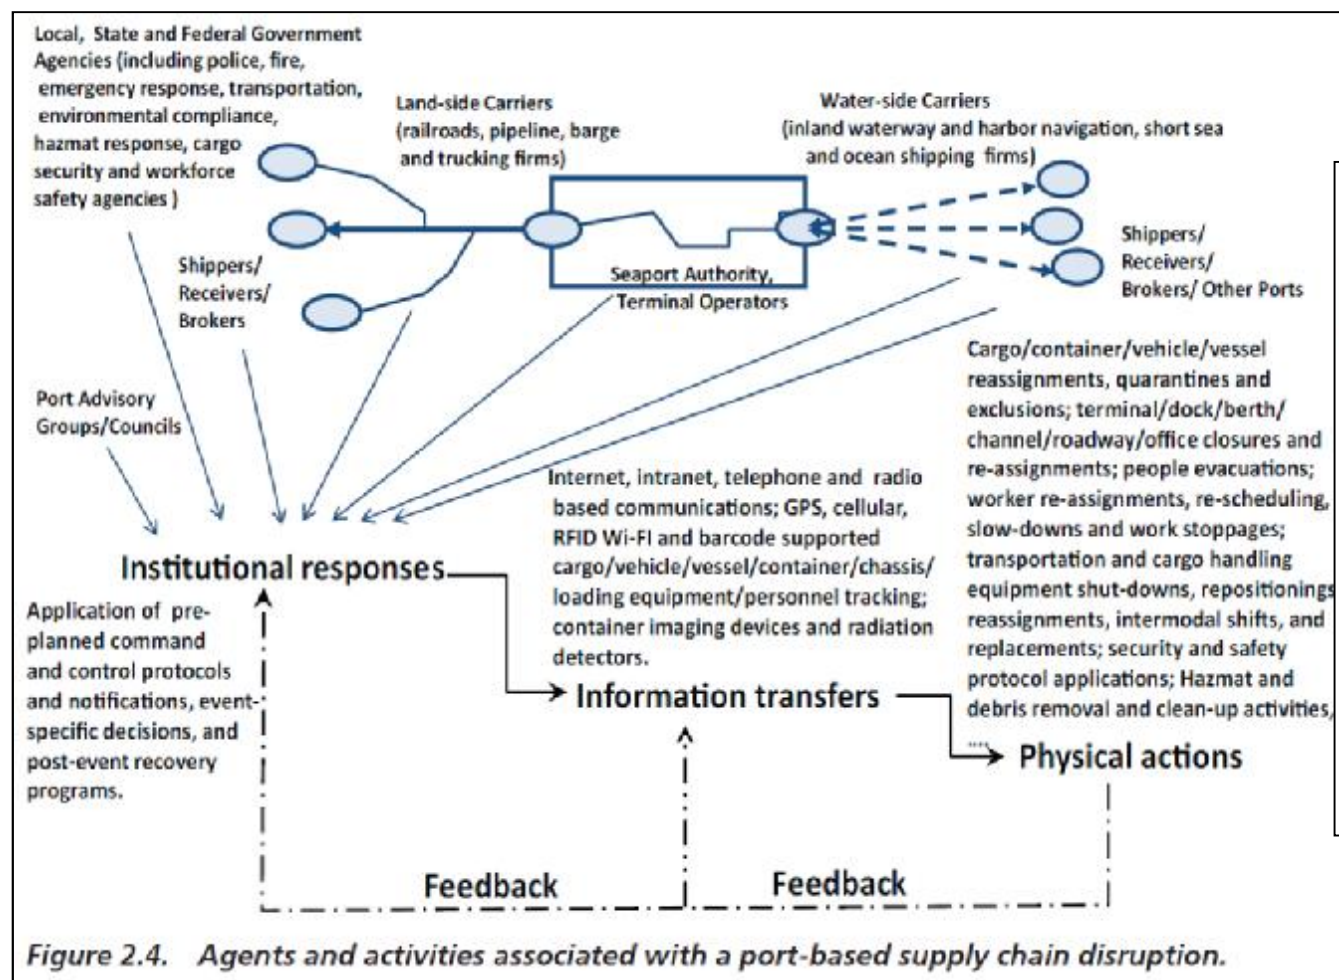 Local, State and Federal Government
Agencies (including police, fire,
emergency response, transportation,
environmental compliance,
hazmat response, cargo
security and workforce
safety agencies )
Land-side Carriers
(railroads, pipeline, barge
and trucking firms)
Water-side Carriers
(inland waterway and harbor navigation, short sea
and ocean shipping firms)
Shippers/
Receivers/
Brokers
Seaport Authority,
Terminal Operators
Shippers/
Receivers/
Brokers/ Other Ports
Port Advisory
Groups/Councils
Cargo/container/vehicle/vessel
reassignments, quarantines and
exclusions; terminal/dock/berth/
channel/roadway/office closures and
re-assignments; people evacuations;
worker re-assignments, re-scheduling,
slow-downs and work stoppages;
transportation and cargo handling
equipment shut-downs, repositionings
reassignments, intermodal shifts, and
replacements; security and safety
protocol applications; Hazmat and
debris removal and clean-up activities,
....
Internet, intranet, telephone and radio
based communications; GPS, cellular,
RFID Wi-FI and barcode supported
cargo/vehicle/vessel/container/chassis/
loading equipment/personnel tracking;
container imaging devices and radiation
detectors.
Institutional responses
Application of pre-
planned command
and control protocols
and notifications, event-
specific decisions, and
post-event recovery
programs.
Information transfers
Physical actions
Feedback
Feedback
Figure 2.4. Agents and activities associated with a port-based supply chain disruption.